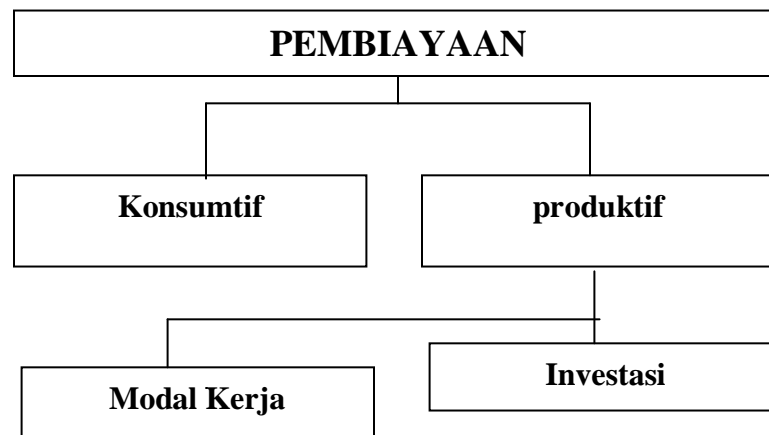 PEMBIAYAAN
Konsumtif
produktif
Modal Kerja
Investasi